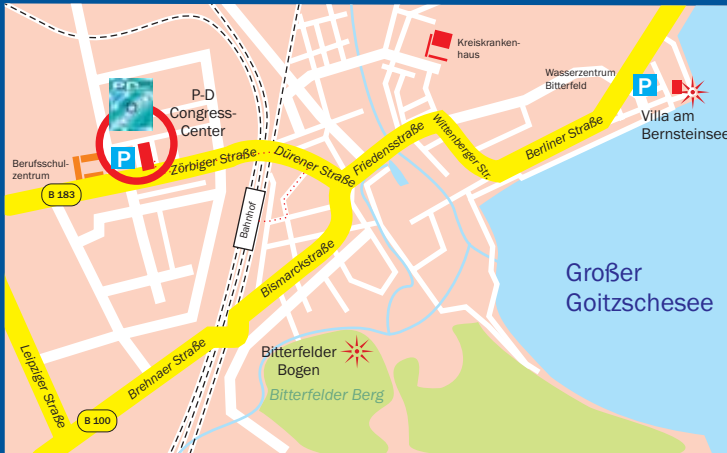 Kreiskranken-
haus
Wasserzentrum
Bitterfeld
P
Villa am
Bernsteinsee
P-D
Congress-
Center
P
Berufsschul-
zentrum
B 183
Zörbiger Straße
Dürener Straße
Friedensstraße
Wittenberger Str.
Berliner Straße
Bahnhof
Bismarckstraße
Großer
Goitzschesee
Bitterfelder
Bogen
Bitterfelder Berg
Brehnaer Straße
Leipziger Straße
B 100